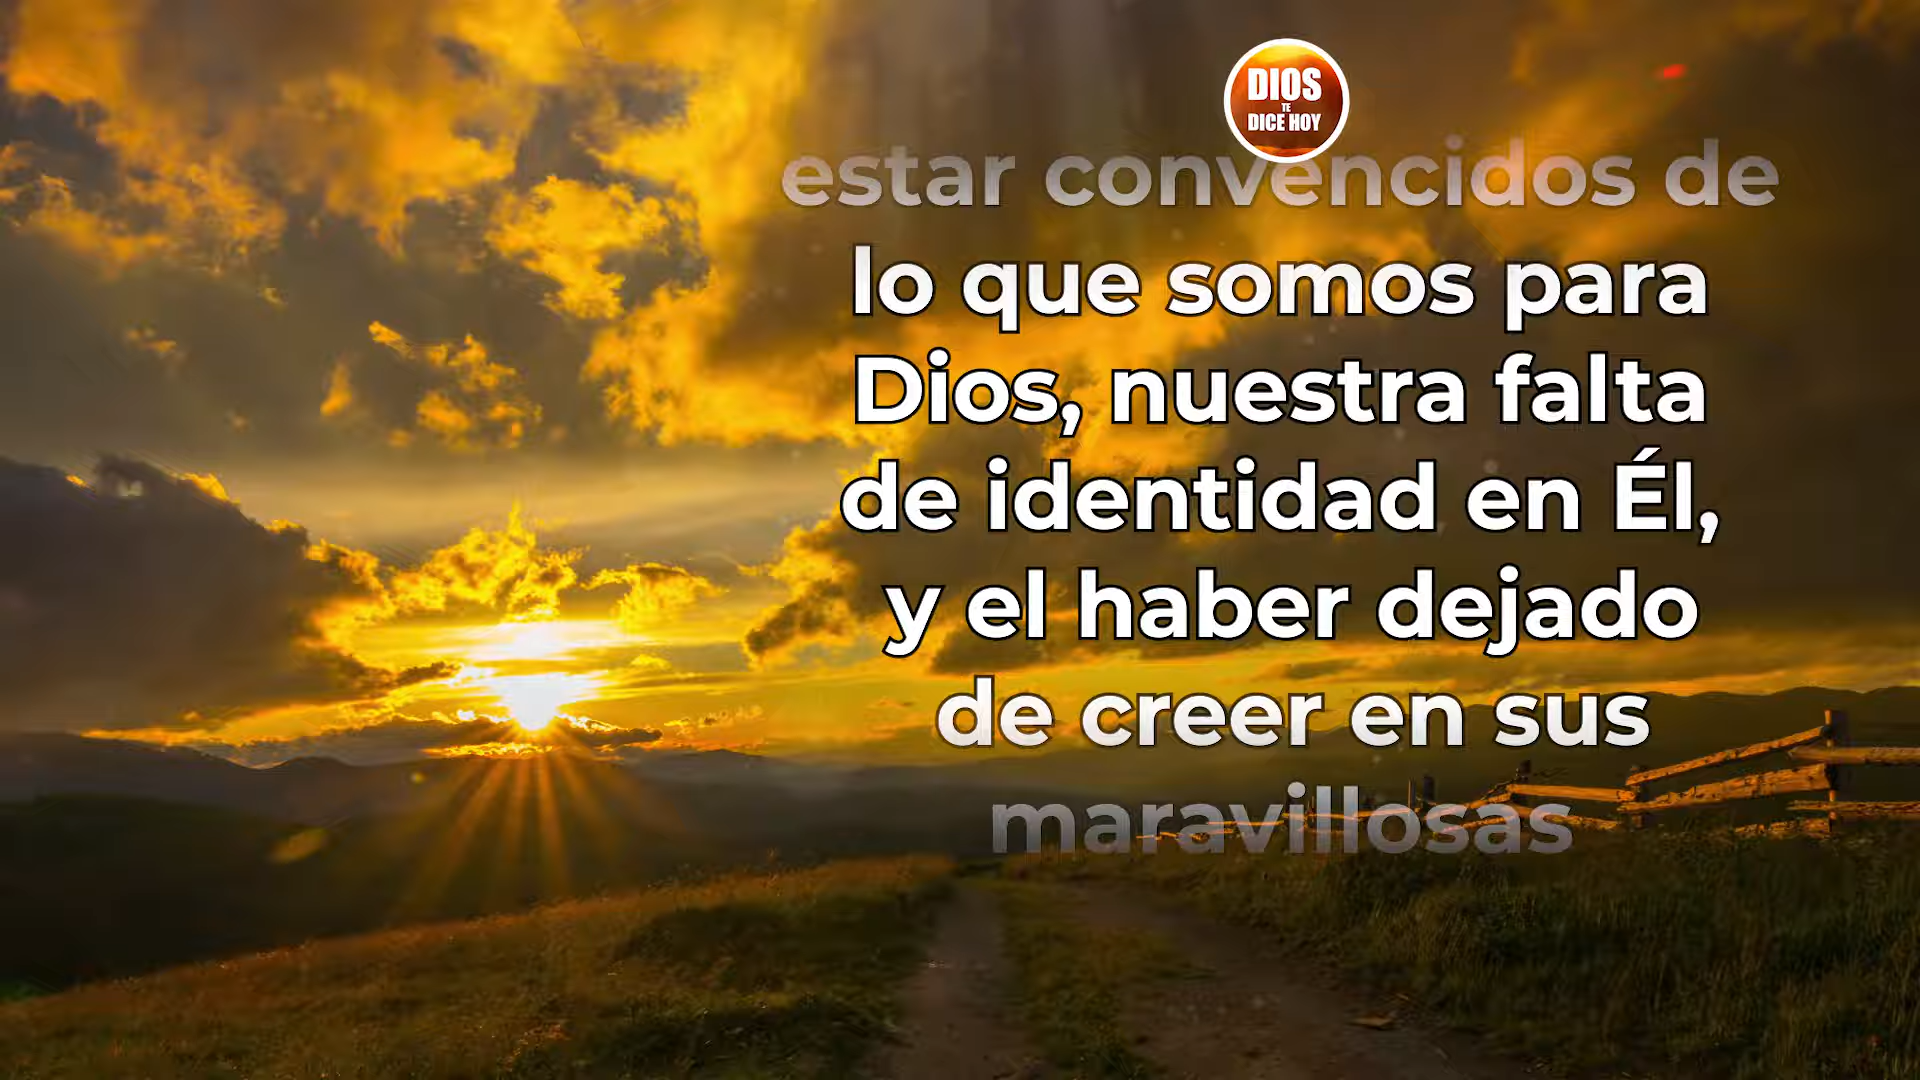 DIOS
TE
DICE HOY
estar convencidos de
lo que somos para
Dios, nuestra falta
de identidad en Él,
y el haber dejado
de creer en sus
maravillosas